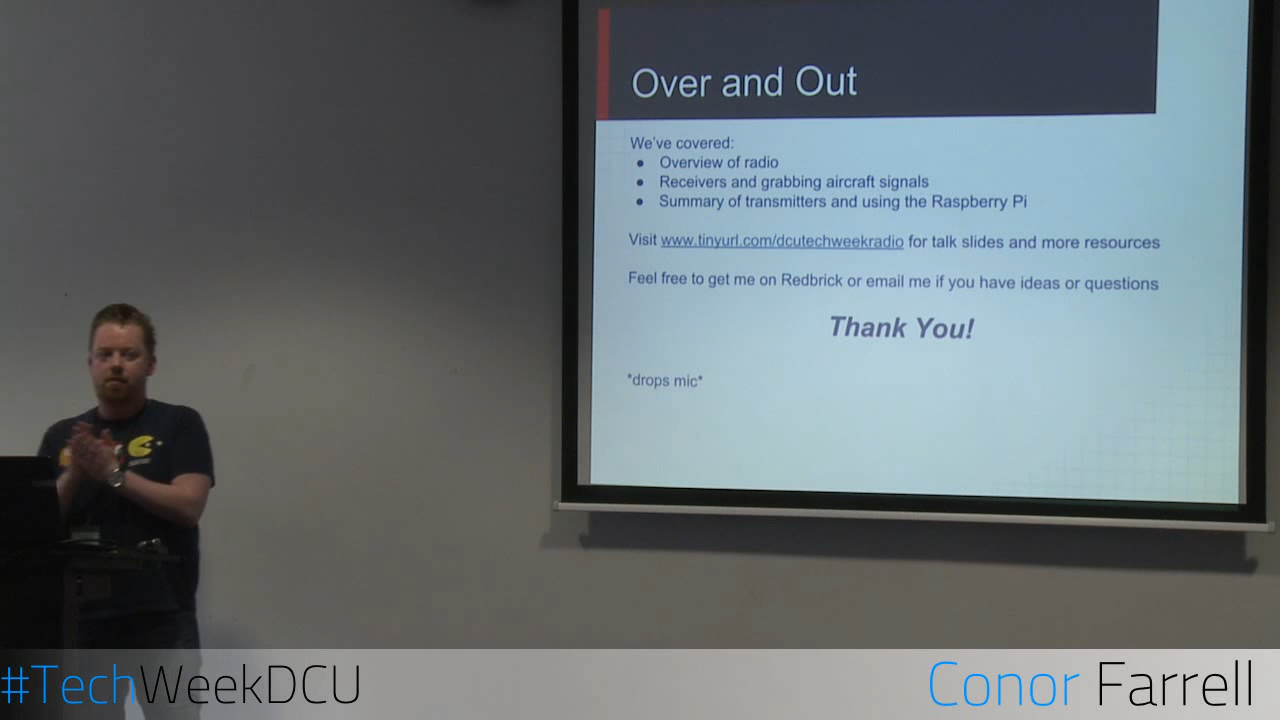 Over and Out
We've covered:
● Overview of radio
● Receivers and grabbing aircraft signals
● Summary of transmitters and using the Raspberry Pi
Visit www.tinyurl.com/dcutechweekradio for talk slides and more resources
Feel free to get me on Redbrick or email me if you have ideas or questions
Thank You!
*drops mic*
#TechWeekDCU
Conor Farrell